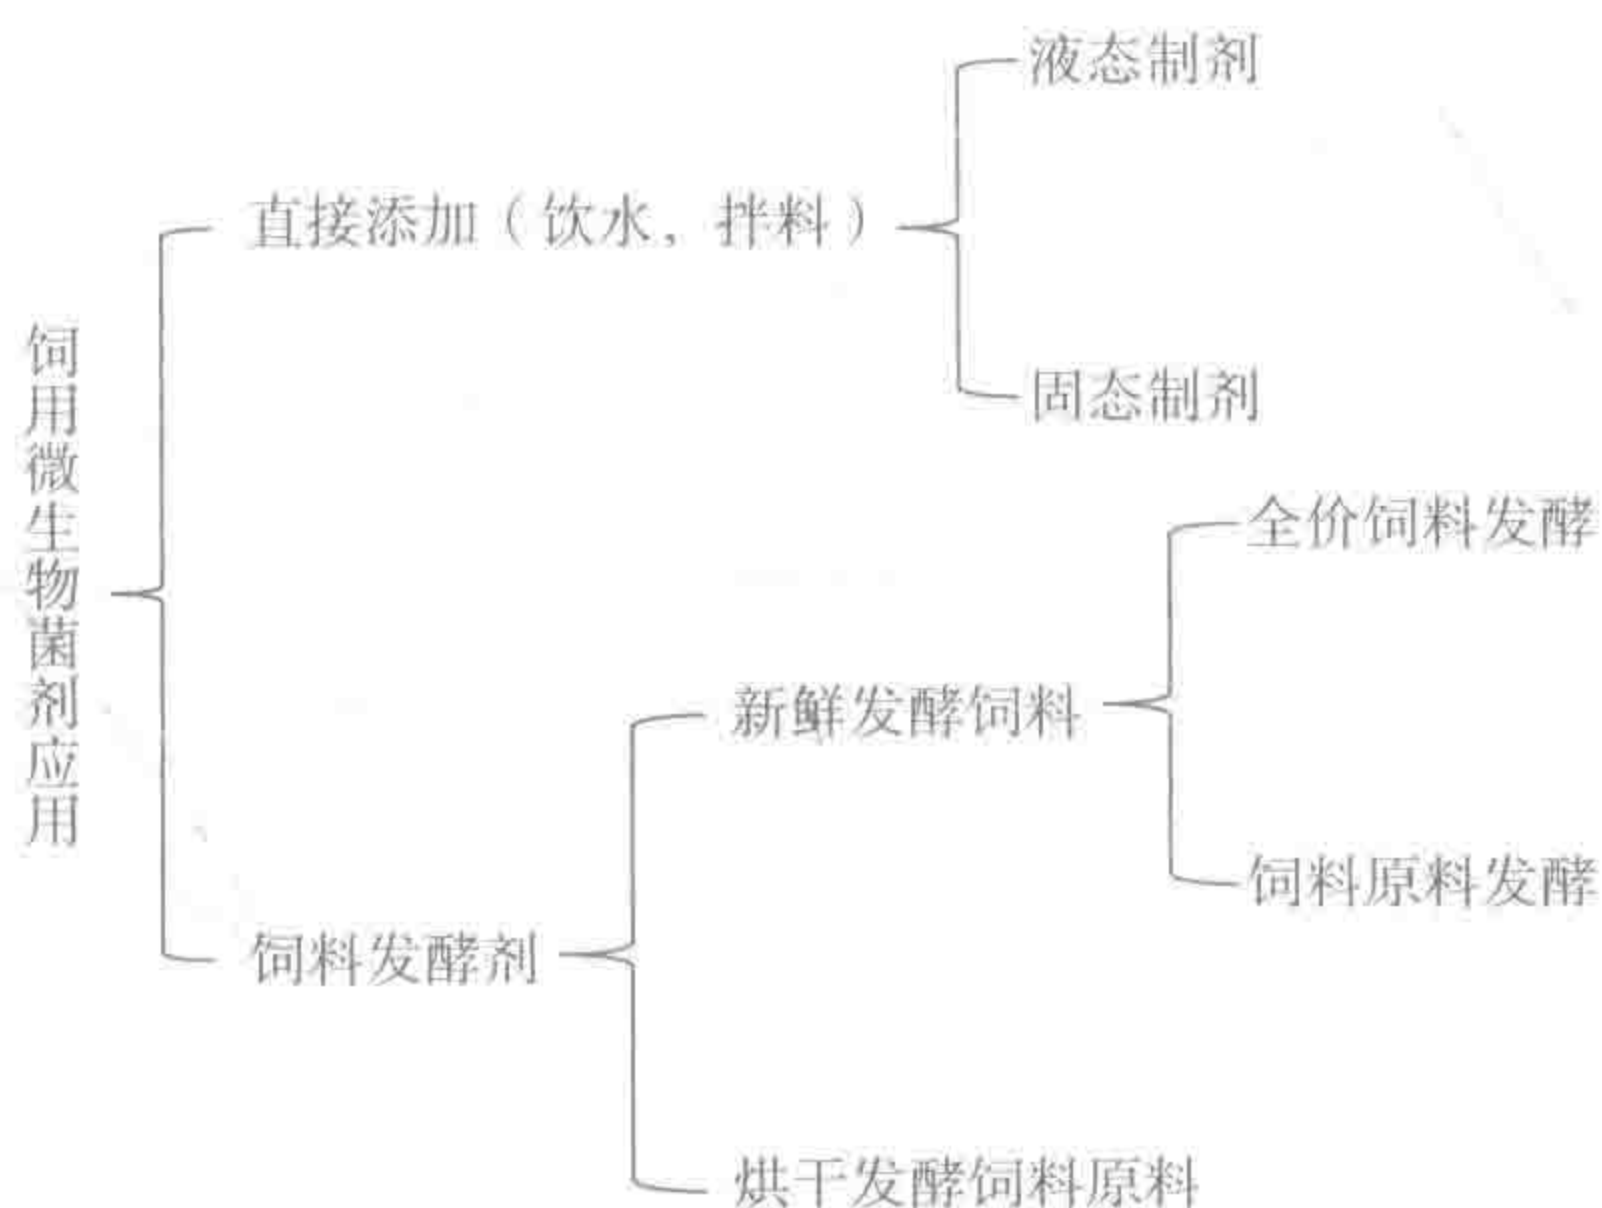 饲用微生物菌剂应用
直接添加（饮水，拌料）
液态制剂
固态制剂
饲料发酵剂
新鲜发酵饲料
全价饲料发酵
饲料原料发酵
烘干发酵饲料原料